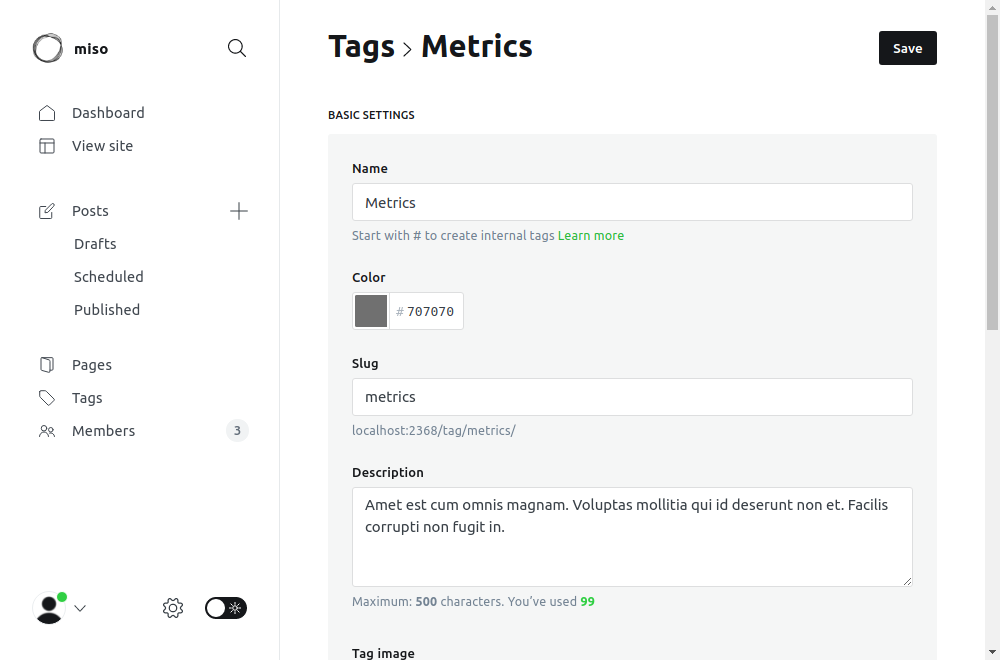 miso
Dashboard
View site
Posts
Drafts
Scheduled
Published
Pages
Tags
Members 3
Tags > Metrics
Save
BASIC SETTINGS
Name
Metrics
Start with # to create internal tags Learn more
Color
# 707070
Slug
metrics
localhost:2368/tag/metrics/
Description
Amet est cum omnis magnam. Voluptas mollitia qui id deserunt non et. Facilis
corrupti non fugit in.
Maximum: 500 characters. You’ve used 99
Tag image